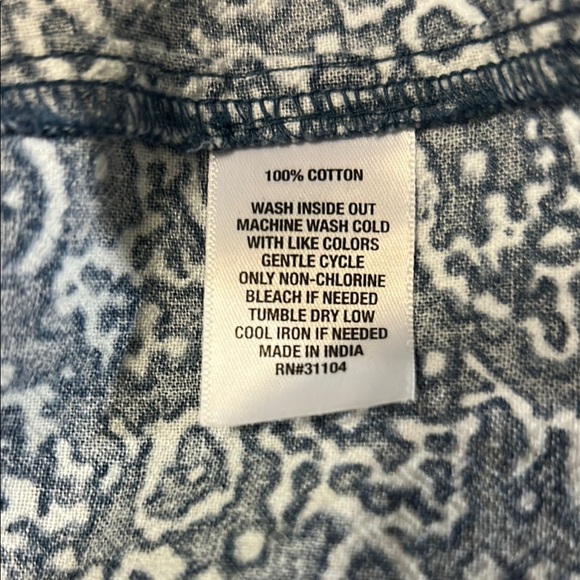 100% COTTON
WASH INSIDE OUT
MACHINE WASH COLD
WITH LIKE COLORS
GENTLE CYCLE
ONLY NON-CHLORINE
BLEACH IF NEEDED
TUMBLE DRY LOW
COOL IRON IF NEEDED
MADE IN INDIA
RN#31104